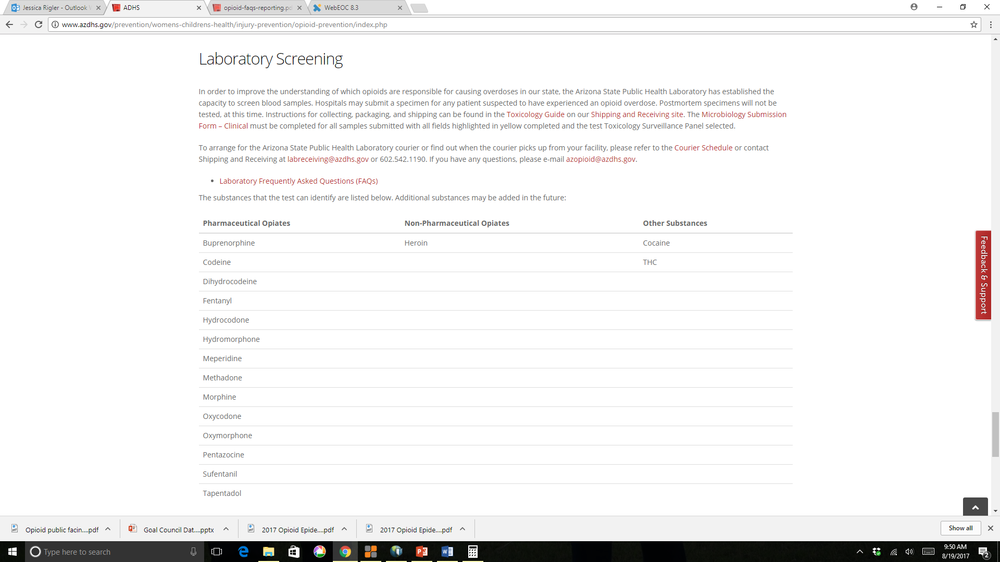 Jessica Rigler - Outlook
ADHS
opioid-faqs-reporting.pd
WebEOC 8.3
www.azdhs.gov/prevention/womens-childrens-health/injury-prevention/opioid-prevention/index.php
Laboratory Screening
In order to improve the understanding of which opioids are responsible for causing overdoses in our state, the Arizona State Public Health Laboratory has established the
capacity to screen blood samples. Hospitals may submit a specimen for any patient suspected to have experienced an opioid overdose. Postmortem specimens will not be
tested, at this time. Instructions for collecting, packaging, and shipping can be found in the Toxicology Guide on our Shipping and Receiving site. The Microbiology Submission
Form – Clinical must be completed for all samples submitted with all fields highlighted in yellow completed and the test Toxicology Surveillance Panel selected.
To arrange for the Arizona State Public Health Laboratory courier or find out when the courier picks up from your facility, please refer to the Courier Schedule or contact
Shipping and Receiving at labreceiving@azdhs.gov or 602.542.1190. If you have any questions, please e-mail azopioid@azdhs.gov.
• Laboratory Frequently Asked Questions (FAQs)
The substances that the test can identify are listed below. Additional substances may be added in the future:
Pharmaceutical Opiates Non-Pharmaceutical Opiates Other Substances
Buprenorphine Heroin Cocaine
Codeine THC
Dihydrocodeine
Fentanyl
Hydrocodone
Hydromorphone
Meperidine
Methadone
Morphine
Oxycodone
Oxymorphone
Pentazocine
Sufentanil
Tapentadol
Feedback & Support
Opioid public facin....pdf
Goal Council Dat....pptx
2017 Opioid Epide....pdf
2017 Opioid Epide....pdf
Show all
Type here to search
9:50 AM
8/19/2017
2